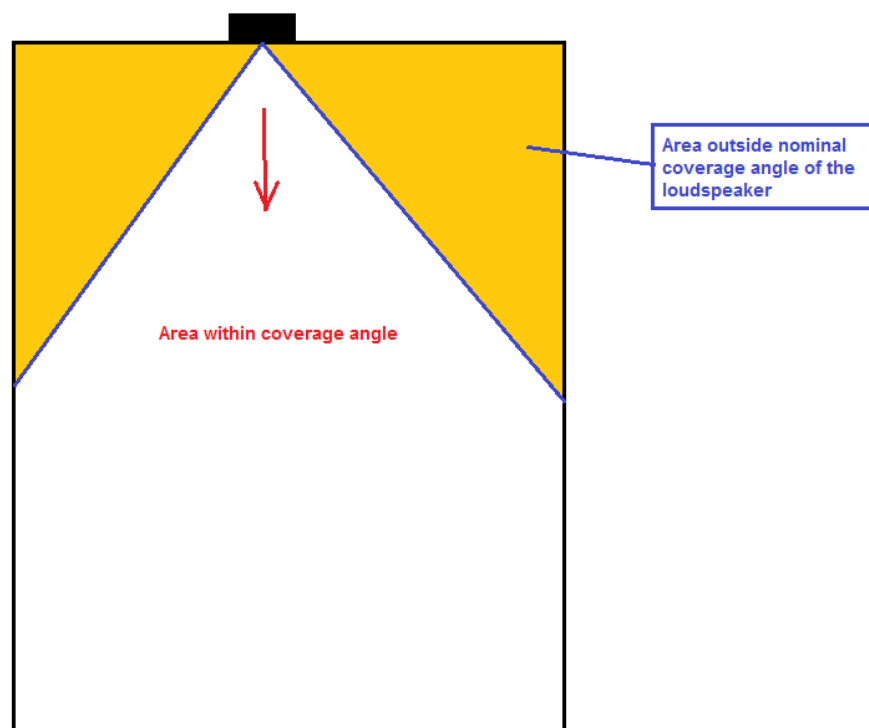 Area outside nominal
coverage angle of the
loudspeaker
Area within coverage angle